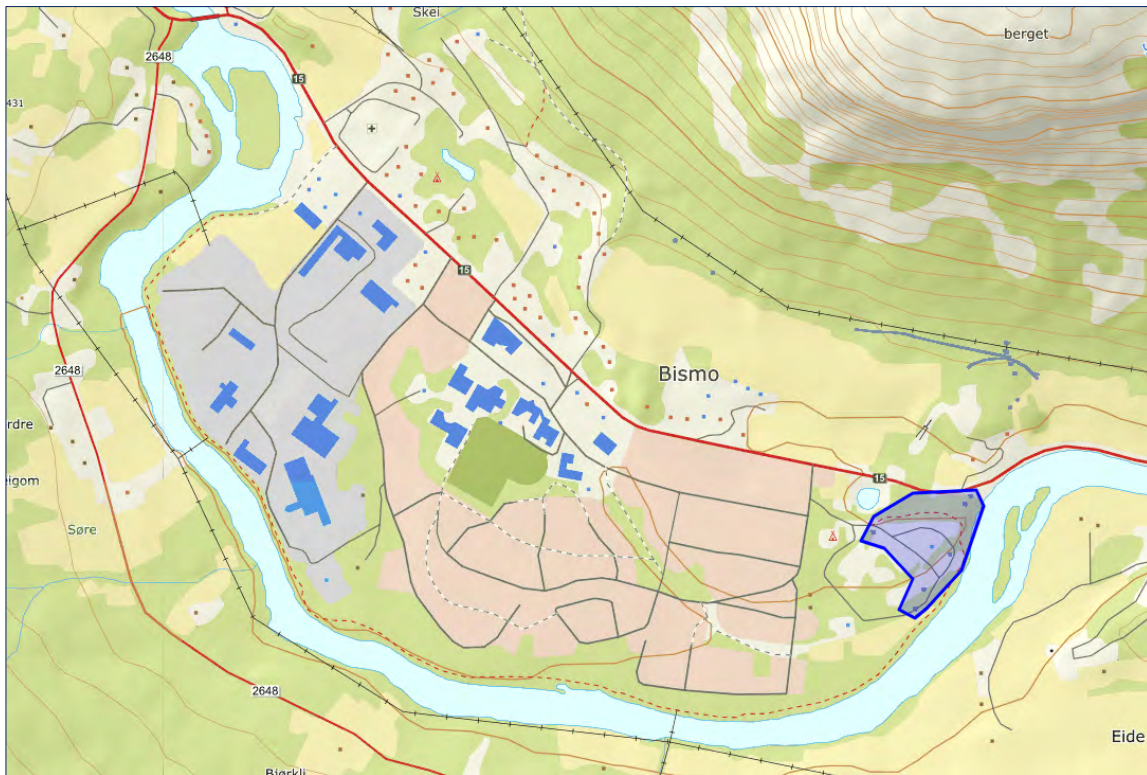 Skei
berget
2648
15
431
15
Bismo
2648
rdre
15
eigom
Søre
2648
Eide
Bjørkli